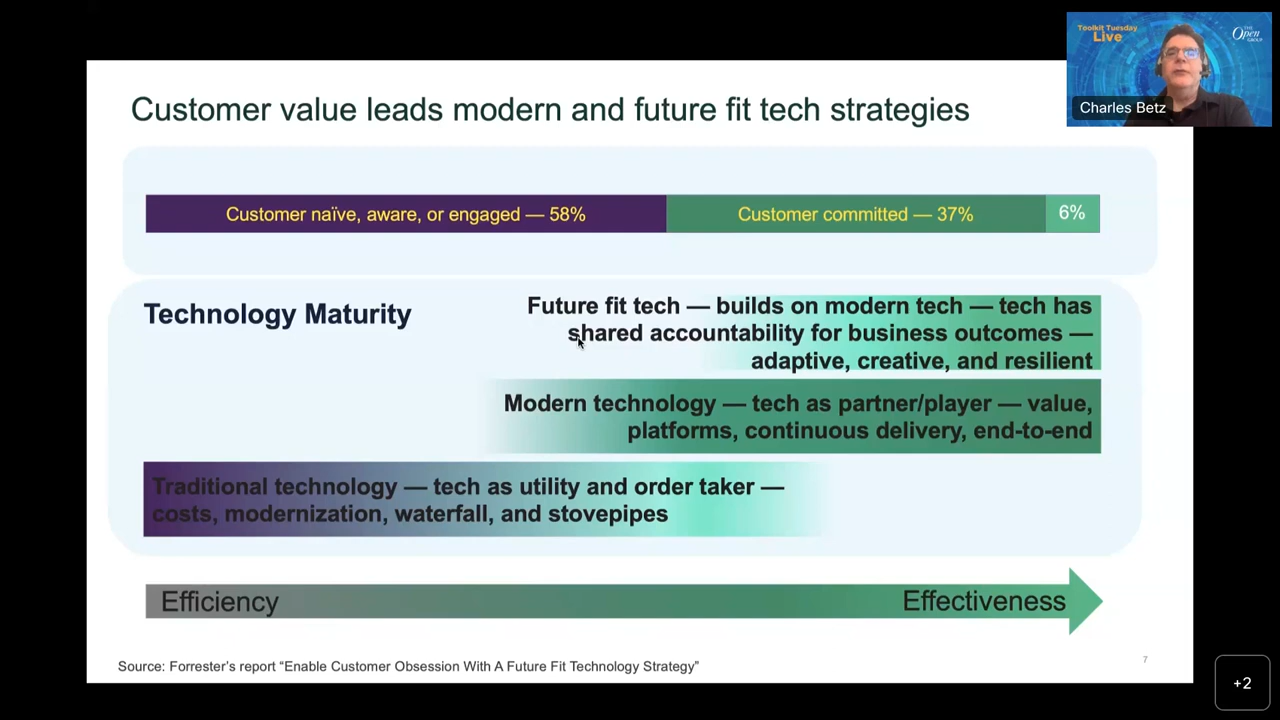 Toolkit Tuesday
Live
THE
Open
GROUP
Charles Betz
Customer value leads modern and future fit tech strategies
Customer naïve, aware, or engaged — 58%
Customer committed — 37%
6%
Technology Maturity
Future fit tech — builds on modern tech — tech has
shared accountability for business outcomes —
adaptive, creative, and resilient
Modern technology — tech as partner/player — value,
platforms, continuous delivery, end-to-end
Traditional technology — tech as utility and order taker —
costs, modernization, waterfall, and stovepipes
Efficiency
Effectiveness
Source: Forrester's report “Enable Customer Obsession With A Future Fit Technology Strategy”
7
+2